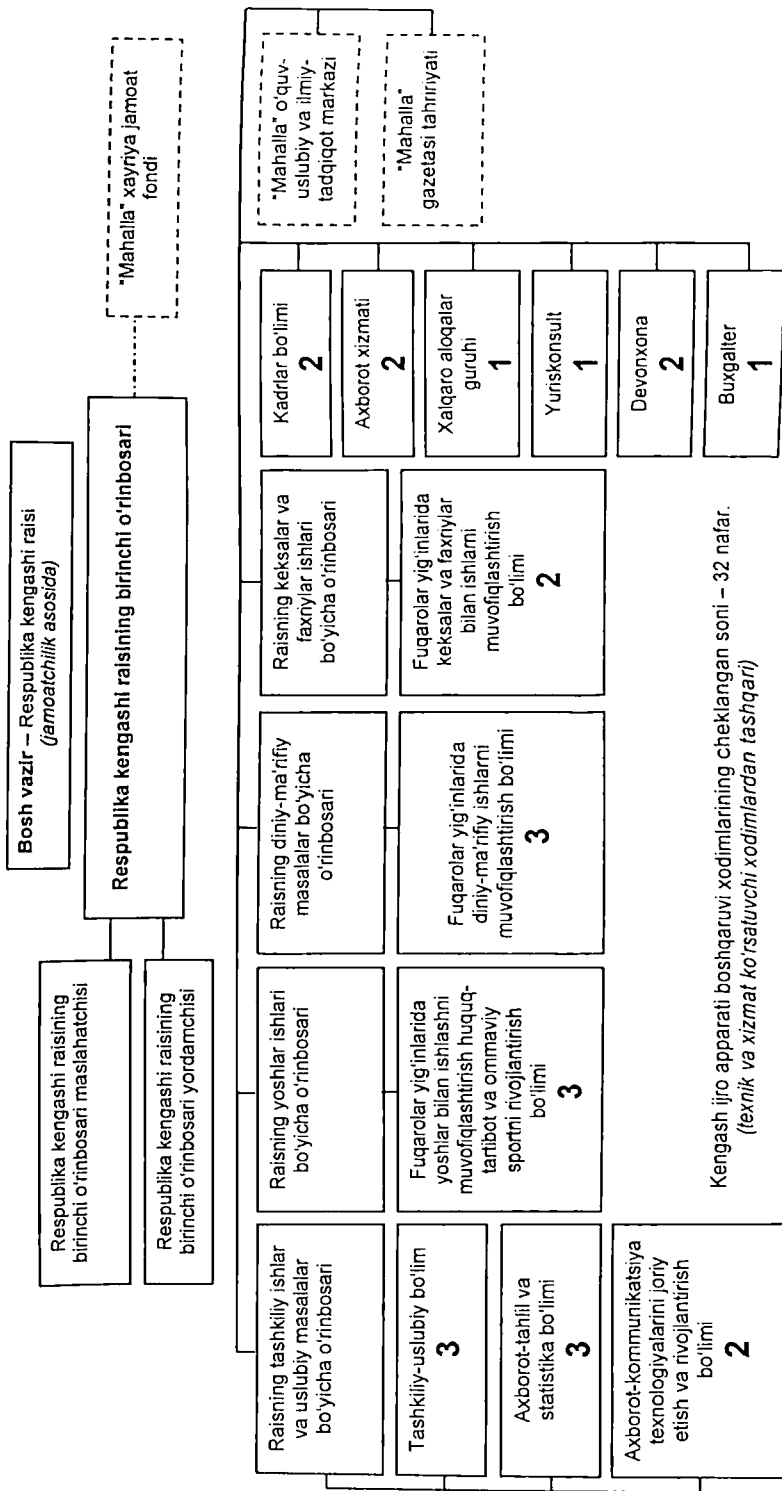 Bosh vazir – Respublika kengashi raisi
(jamoatchilik asosida)
Respublika kengashi raisining birinchi o'rinbosari
"Mahalla" xayriya jamoat
fondi
Respublika kengashi raisining
birinchi o'rinbosari maslahatchisi
Respublika kengashi raisining
birinchi o'rinbosari yordamchisi
Raisning tashkiliy ishlar
va uslubiy masalalar
bo'yicha o'rinbosari
Tashkiliy-uslubiy bo'lim
3
Axborot-tahlil va
statistika bo'limi
3
Axborot-kommunikatsiya
texnologiyalarini joriy
etish va rivojlantirish
bo'limi
2
Raisning yoshlar ishlari
bo'yicha o'rinbosari
Fuqarolar yig'inlarida
yoshlar bilan ishlashni
muvofiqlashtirish huquq-
tartibot va ommaviy
sportni rivojlantirish
bo'limi
3
Raisning diniy-ma'rifiy
masalalar bo'yicha
o'rinbosari
Fuqarolar yig'inlarida
diniy-ma'rifiy ishlarni
muvofiqlashtirish bo'limi
3
Raisning keksalar va
faxriylar ishlari
bo'yicha o'rinbosari
Fuqarolar yig'inlarida
keksalar va faxriylar
bilan ishlarni
muvofiqlashtirish
bo'limi
2
Kadrlar bo'limi
2
Axborot xizmati
2
Xalqaro aloqalar
guruhi
1
Yuriskonsult
1
Devonxona
2
Buxgalter
1
"Mahalla" o'quv-
uslubiy va ilmiy-
tadqiqot markazi
"Mahalla"
gazetasi tahririyati
Kengash ijro apparati boshqaruvi xodimlarining cheklangan soni – 32 nafar.
(texnik va xizmat ko'rsatuvchi xodimlardan tashqari)